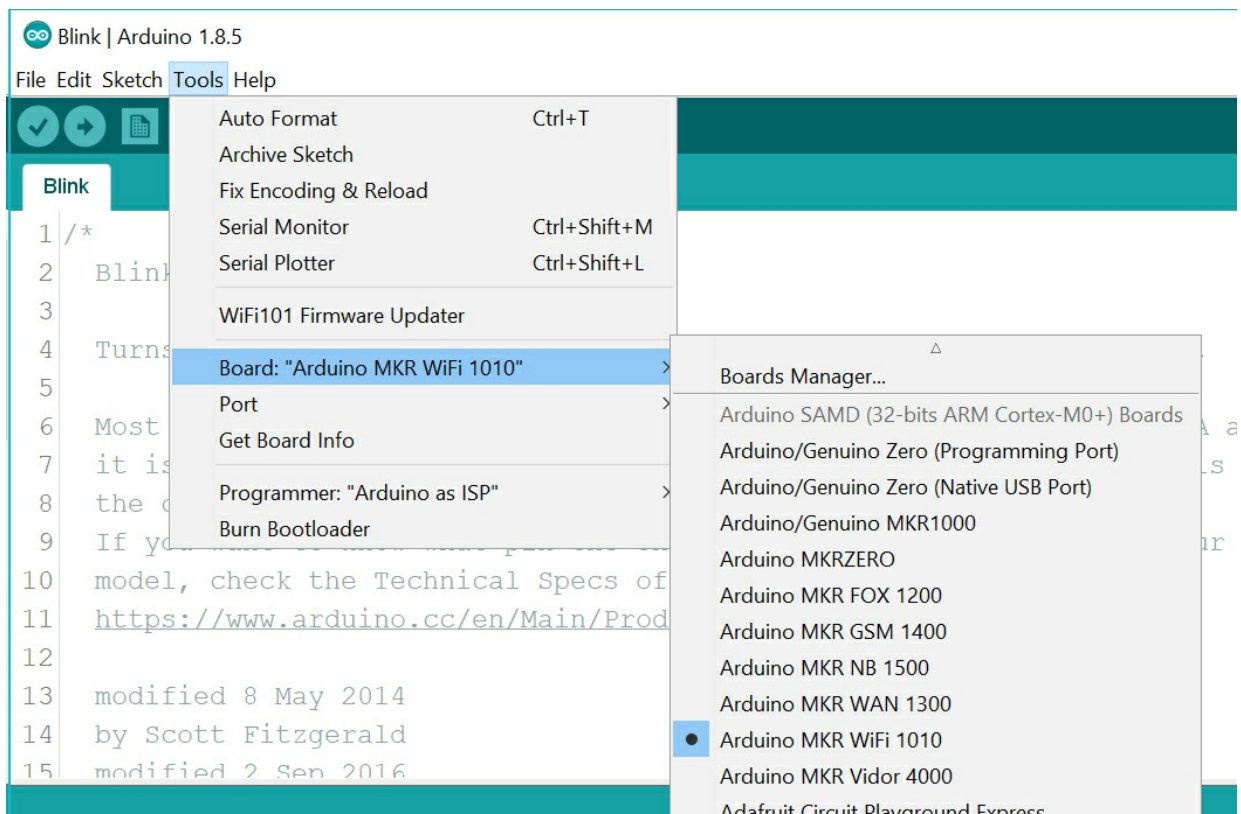 Blink | Arduino 1.8.5
File Edit Sketch Tools Help
Auto Format Ctrl+T
Archive Sketch
Fix Encoding & Reload
Serial Monitor Ctrl+Shift+M
Serial Plotter Ctrl+Shift+L
WiFi101 Firmware Updater
Board: "Arduino MKR WiFi 1010"
Port
Get Board Info
Programmer: "Arduino as ISP"
Burn Bootloader
Boards Manager...
Arduino SAMD (32-bits ARM Cortex-M0+) Boards
Arduino/Genuino Zero (Programming Port)
Arduino/Genuino Zero (Native USB Port)
Arduino/Genuino MKR1000
Arduino MKRZERO
Arduino MKR FOX 1200
Arduino MKR GSM 1400
Arduino MKR NB 1500
Arduino MKR WAN 1300
Arduino MKR WiFi 1010
Arduino MKR Vidor 4000
Adafruit Circuit Playground Express
Blink
1 /*
2 Blin
3
4 Turns
5
6 Most
7 it is
8 the
9 If
10 model, check the Technical Specs of
11 https://www.arduino.cc/en/Main/Prod
12
13 modified 8 May 2014
14 by Scott Fitzgerald
15 modified 2 Sep 2016